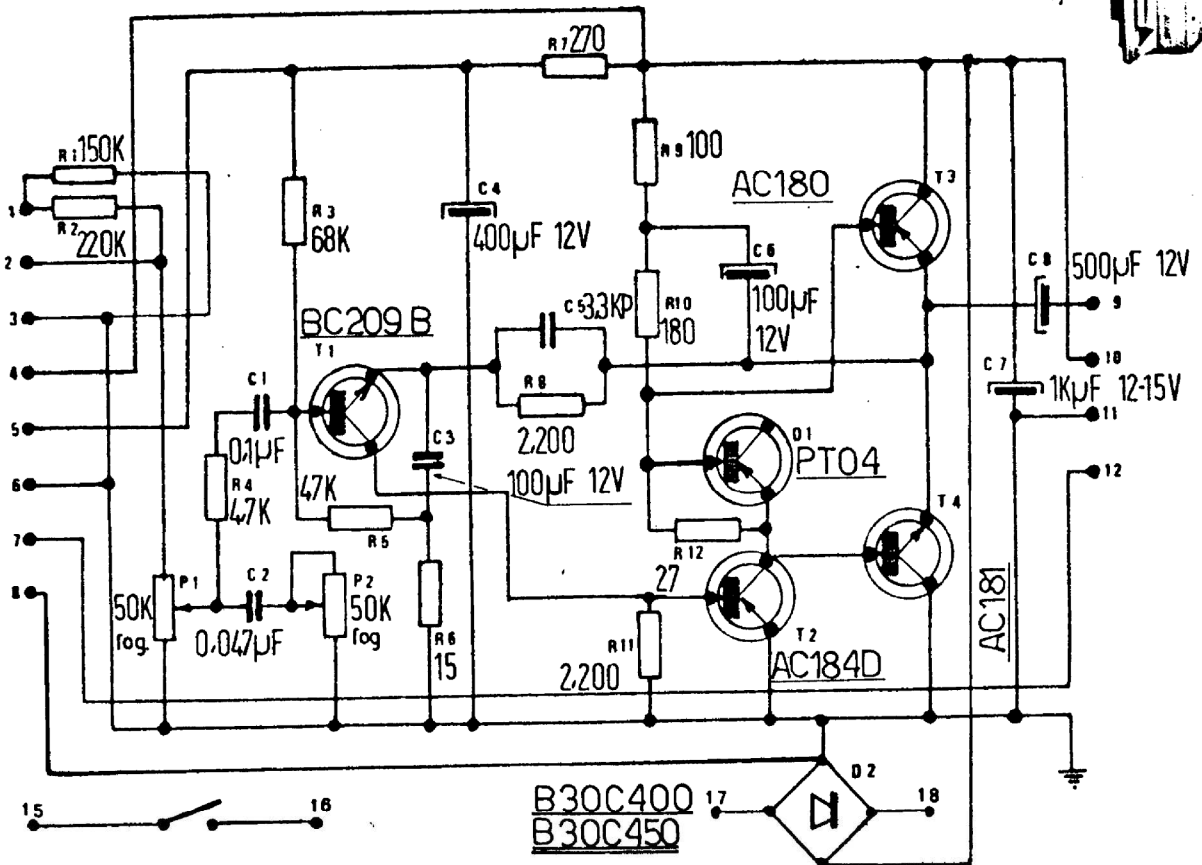 R7 270
R1 150K
1
R2
220K
2
3
4
5
6
7
8
R3
68K
C4
400µF 12V
R9 100
AC180
T3
C6
100µF
12V
C8
500µF 12V
9
10
C7
1KµF 12-15V
11
12
BC209B
T1
C5 3,3KP
R10
180
R8
2,200
C1
0,1µF
R4
47K
47K
R5
C3
100µF 12V
D1
PT04
R12
27
T4
AC181
P1
50K
log.
C2
0,047µF
P2
50K
log
R6
15
R11
2,200
T2
AC184D
15
16
B30C400
B30C450
17
D2
18